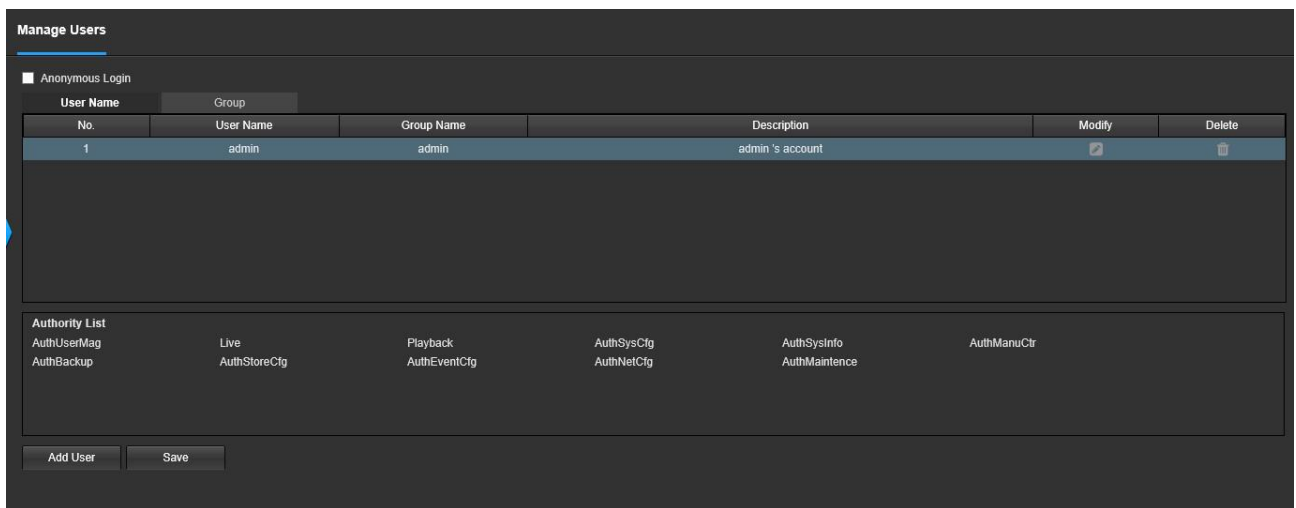 Manage Users
Anonymous Login
User Name Group
No. User Name Group Name Description Modify Delete
1 admin admin admin 's account
Authority List
AuthUserMag Live Playback AuthSysCfg AuthSysInfo AuthManuCtr
AuthBackup AuthStoreCfg AuthEventCfg AuthNetCfg AuthMaintence
Add User Save